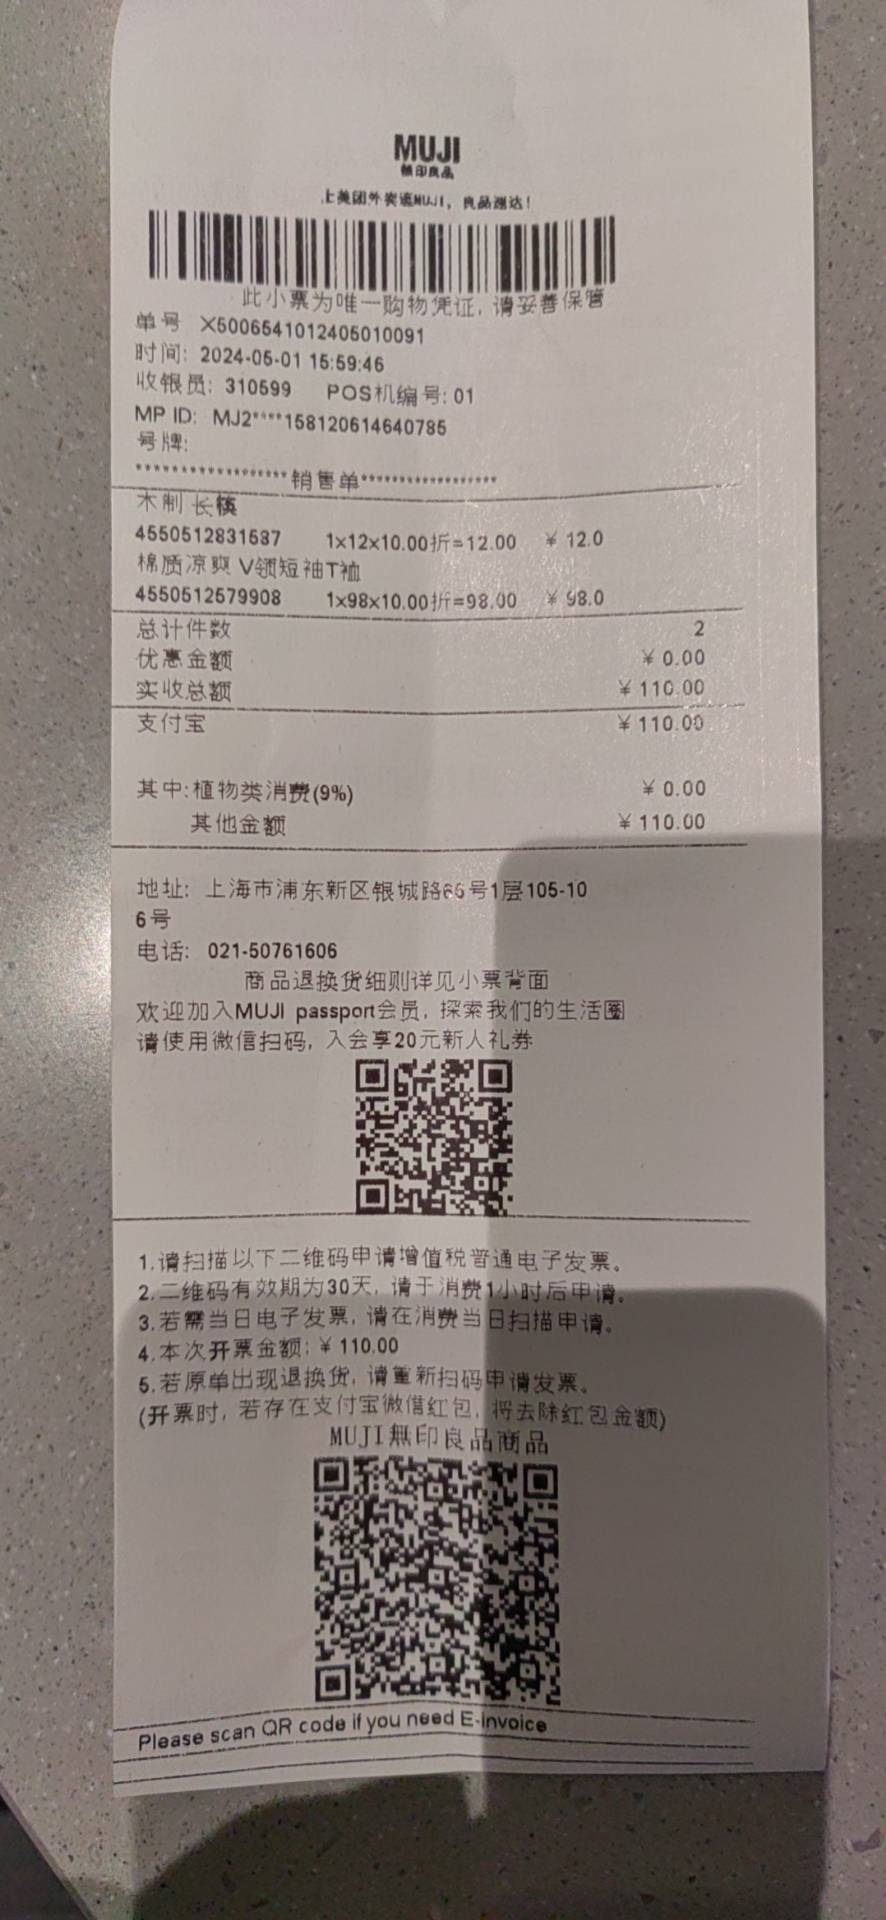 MUJI
無印良品
上美团外卖逛MUJI，良品速达！
此小票为唯一购物凭证，请妥善保管
单号 X5006541012405010091
时间: 2024-05-01 15:59:46
收银员: 310599 POS机编号: 01
MP ID: MJ2****158120614640785
号牌:
********************销售单******************
木制 长筷
4550512831587 1x12x10.00折=12.00 ￥ 12.0
棉质凉爽 V领短袖T恤
4550512579908 1x98x10.00折=98.00 ￥ 98.0
总计件数 2
优惠金额 ￥ 0.00
实收总额 ￥ 110.00
支付宝 ￥ 110.00
其中:植物类消费(9%) ￥ 0.00
其他金额 ￥ 110.00
地址: 上海市浦东新区银城路66号1层105-10
6号
电话: 021-50761606
商品退换货细则详见小票背面
欢迎加入MUJI passport会员, 探索我们的生活圈
请使用微信扫码, 入会享20元新人礼券
1.请扫描以下二维码申请增值税普通电子发票。
2.二维码有效期为30天, 请于消费1小时后申请。
3.若需当日电子发票, 请在消费当日扫描申请。
4.本次开票金额: ￥ 110.00
5.若原单出现退换货, 请重新扫码申请发票。
(开票时, 若存在支付宝微信红包, 将去除红包金额)
MUJI無印良品商品
Please scan QR code if you need E-invoice